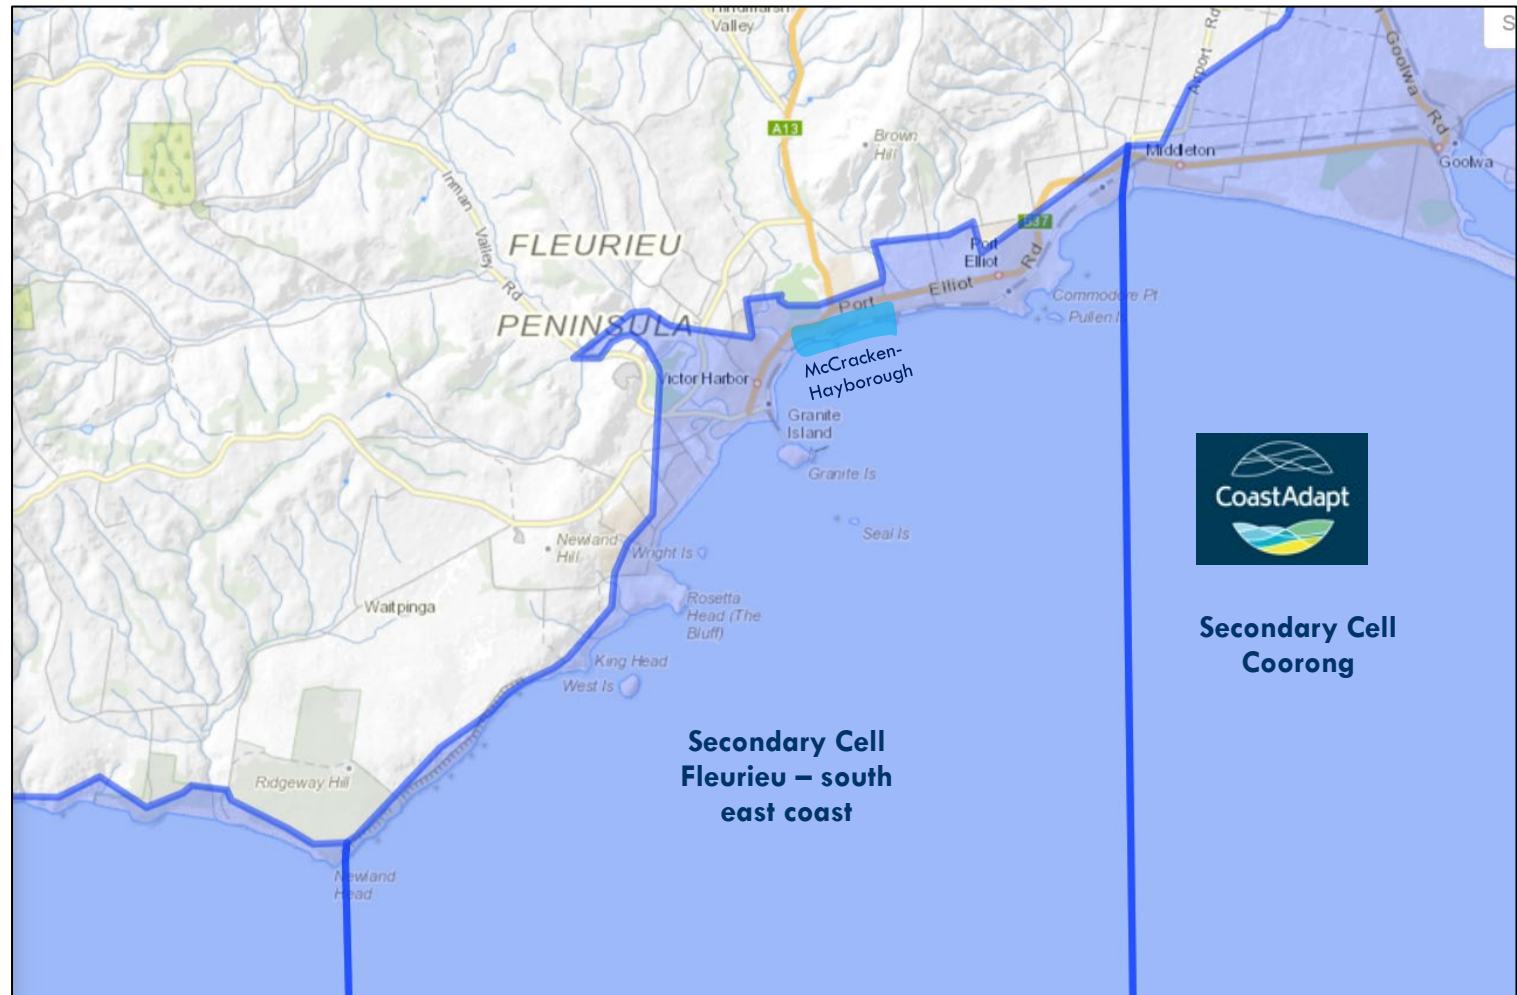 Valley
Rd
Airport
Goolwa
Rd
S
A13
Brown
Hill
Middleton
Goolwa
Inman
Valley
Rd
FLEURIEU
B37
Port
Elliot
Rd
PENINSULA
Port
Elliot
Commodore Pt
Pullen Is
McCracken-
Hayborough
Victor Harbor
Granite
Island
Granite Is
CoastAdapt
Seal Is
Newland
Hill
Wright Is
Waitpinga
Rosetta
Head (The
Bluff)
Secondary Cell
Coorong
King Head
West Is
Secondary Cell
Fleurieu – south
east coast
Ridgeway Hill
Newland
Head